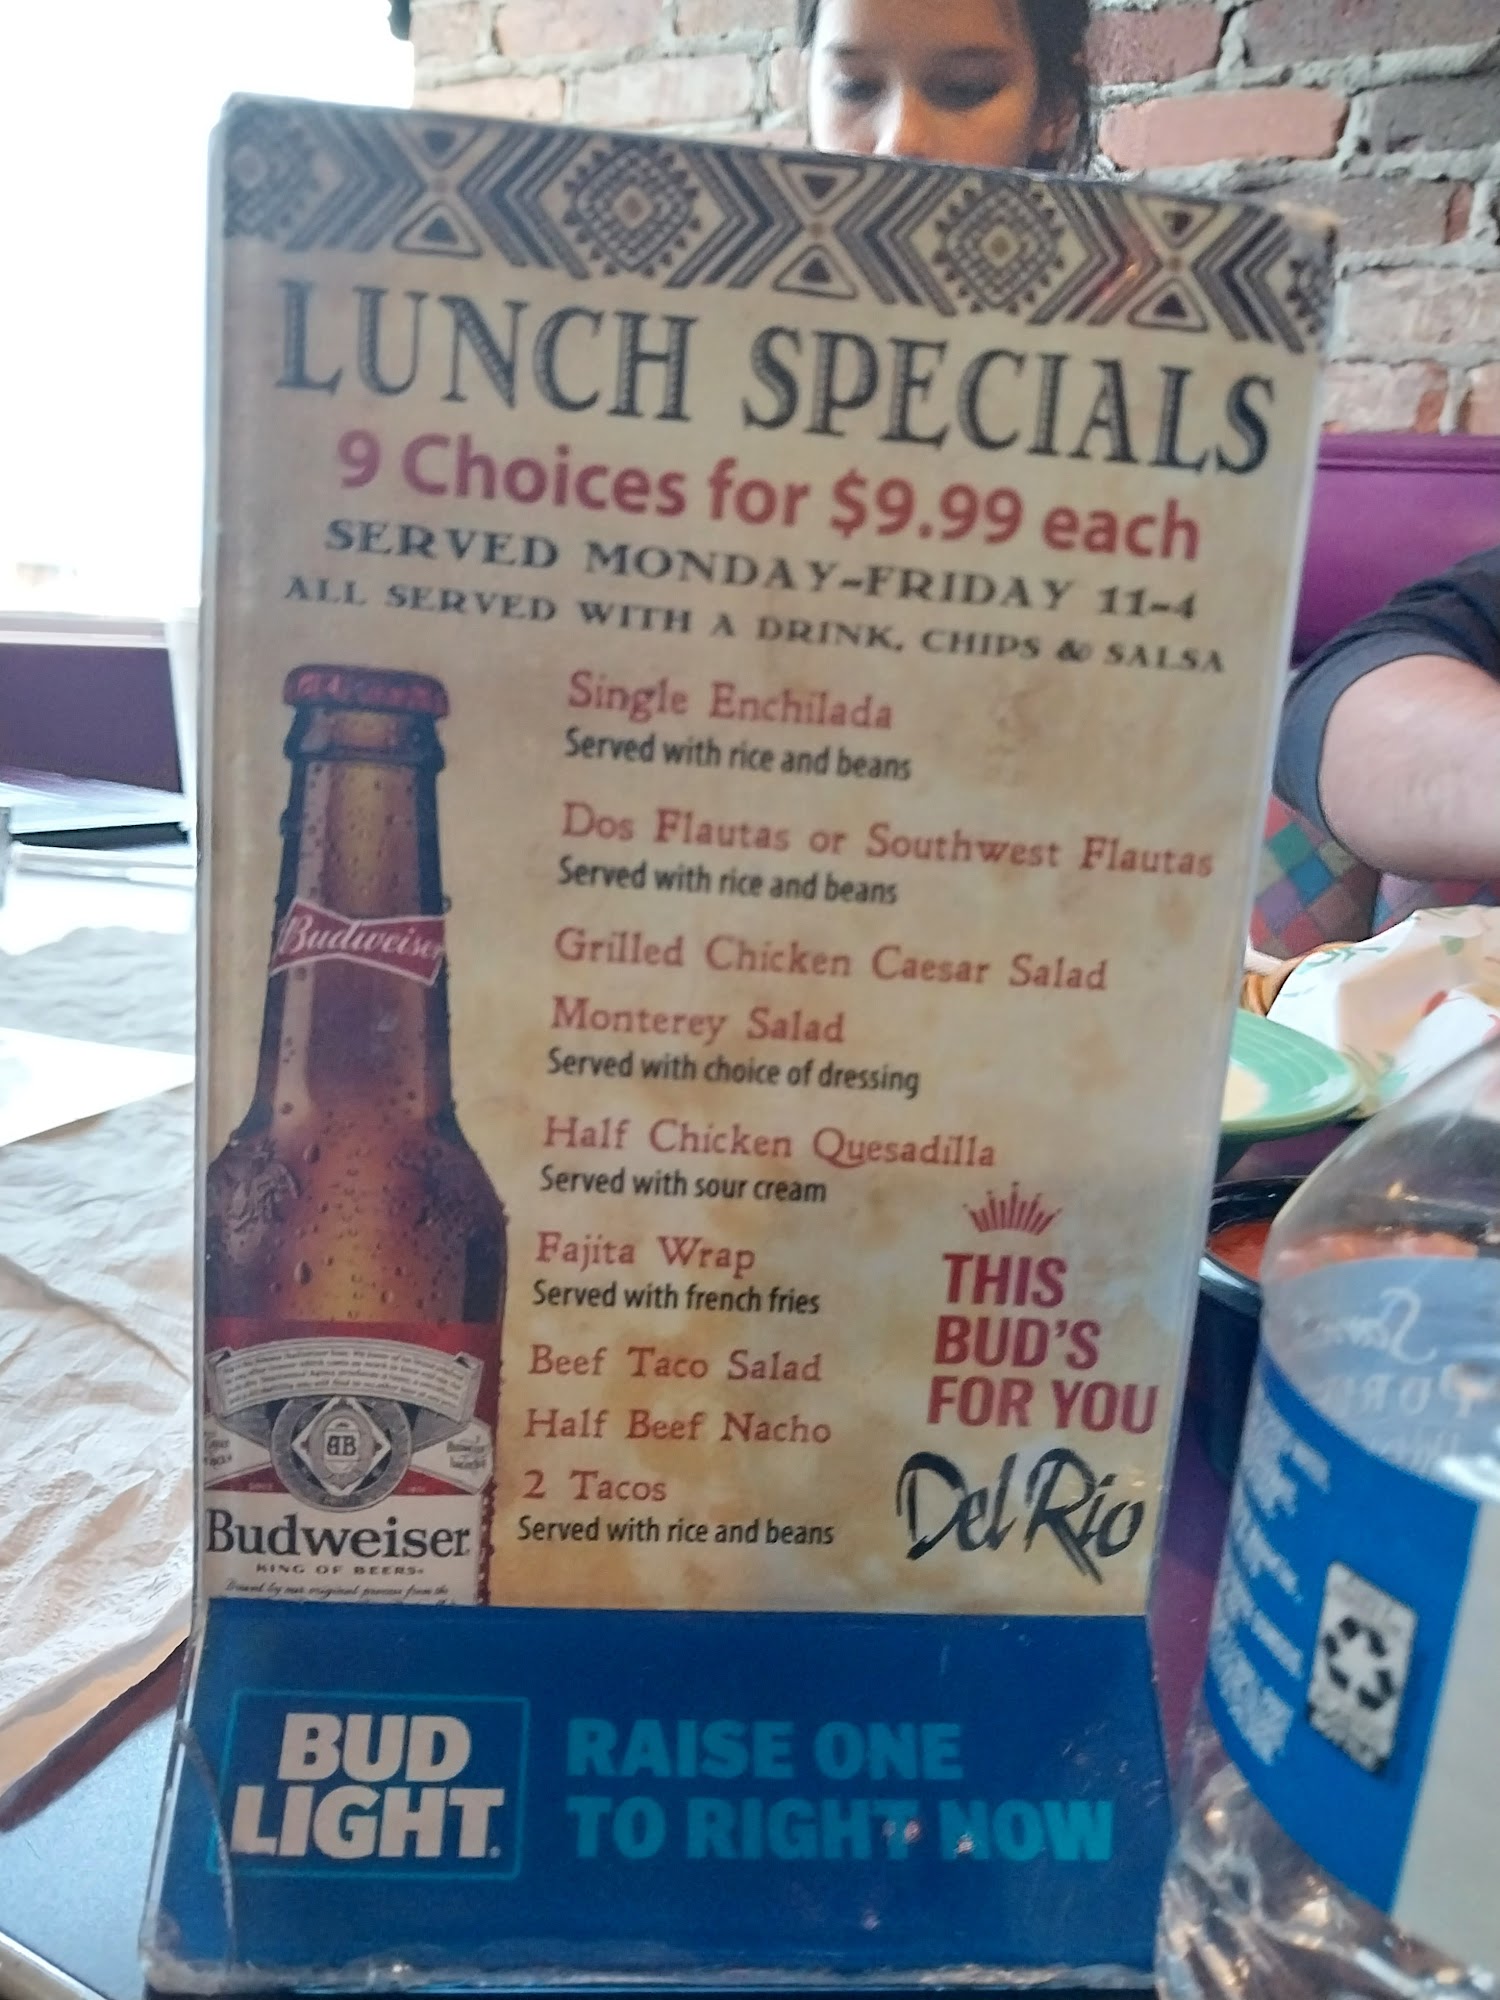 LUNCH SPECIALS
9 Choices for $9.99 each
SERVED MONDAY-FRIDAY 11-4
ALL SERVED WITH A DRINK, CHIPS & SALSA
Single Enchilada
Served with rice and beans
Dos Flautas or Southwest Flautas
Served with rice and beans
Grilled Chicken Caesar Salad
Monterey Salad
Served with choice of dressing
Half Chicken Quesadilla
Served with sour cream
Fajita Wrap
Served with french fries
Beef Taco Salad
Half Beef Nacho
2 Tacos
Served with rice and beans
THIS
BUD'S
FOR YOU
Del Rio
Budweiser
AB
Budweiser
KING OF BEERS
BUD
LIGHT
RAISE ONE
TO RIGHT NOW